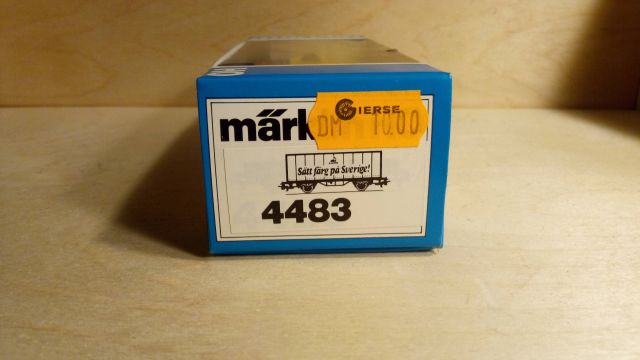 GIERSE
märk
DM 10.00
Sätt färg på Sverige!
4483